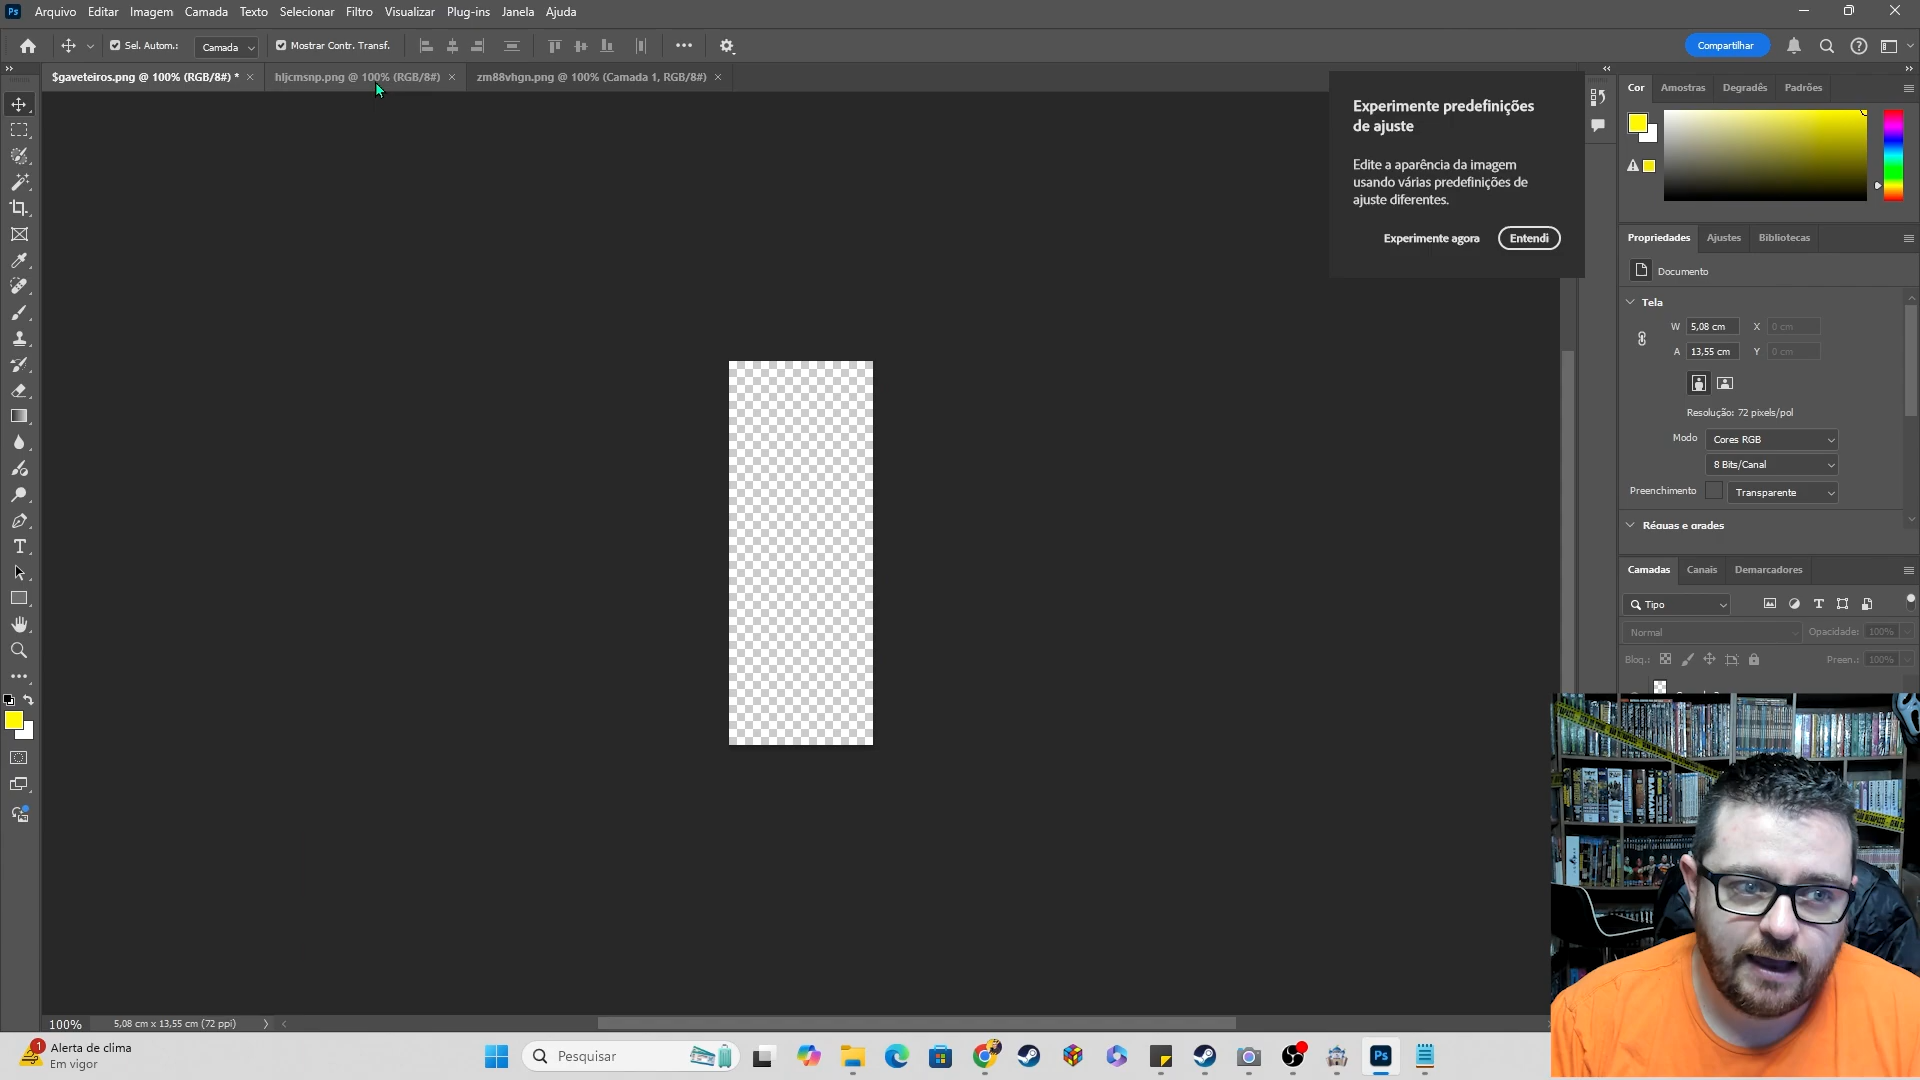 Ps Arquivo Editar Imagem Camada Texto Selecionar Filtro Visualizar Plug-ins Janela Ajuda
Sel. Autom.: Camada Mostrar Contr. Transf. Compartilhar
$gaveteiros.png @ 100% (RGB/8#) * hljcmsnp.png @ 100% (RGB/8#) zm88vhgn.png @ 100% (Camada 1, RGB/8#)
Experimente predefinições
de ajuste
Edite a aparência da imagem
usando várias predefinições de
ajuste diferentes.
Experimente agora Entendi
Cor Amostras Degradês Padrões
Propriedades Ajustes Bibliotecas
Documento
Tela
W 5,08 cm X 0 cm
A 13,55 cm Y 0 cm
Resolução: 72 pixels/pol
Modo Cores RGB
8 Bits/Canal
Preenchimento Transparente
Réguas e grades
Camadas Canais Demarcadores
Tipo
Normal Opacidade: 100%
Bloq.: Preen.: 100%
100% 5,08 cm x 13,55 cm (72 ppi)
1 Alerta de clima
Em vigor
Pesquisar
Ps